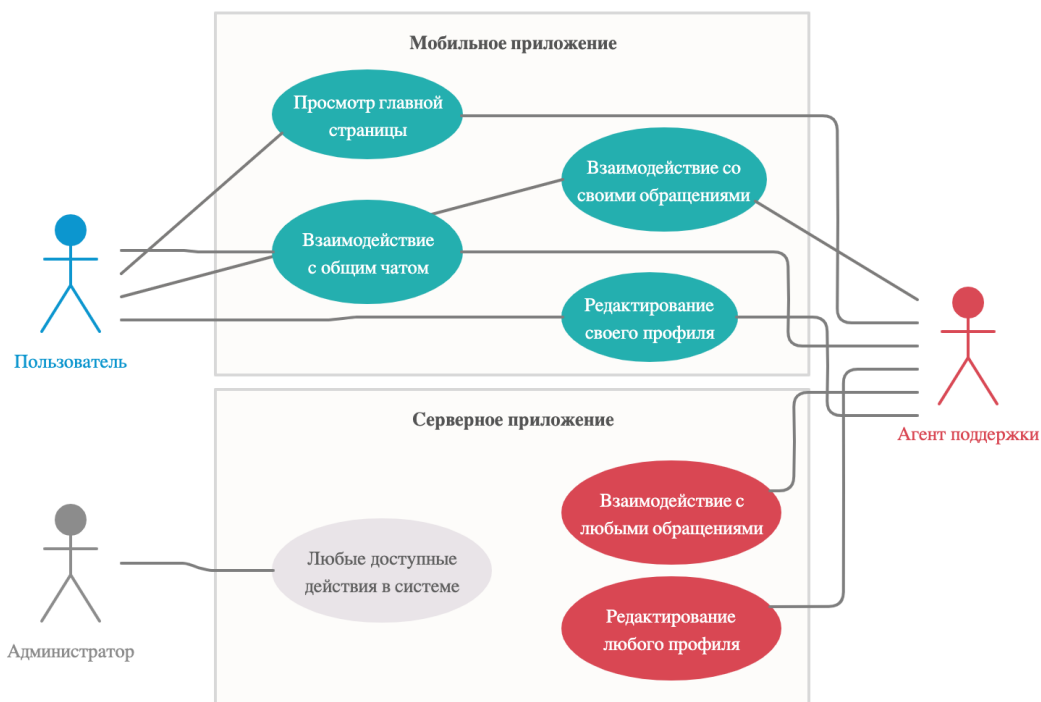 Мобильное приложение
Просмотр главной
страницы
Взаимодействие со
своими обращениями
Взаимодействие
с общим чатом
Редактирование
своего профиля
Пользователь
Агент поддержки
Серверное приложение
Взаимодействие с
любыми обращениями
Любые доступные
действия в системе
Редактирование
любого профиля
Администратор